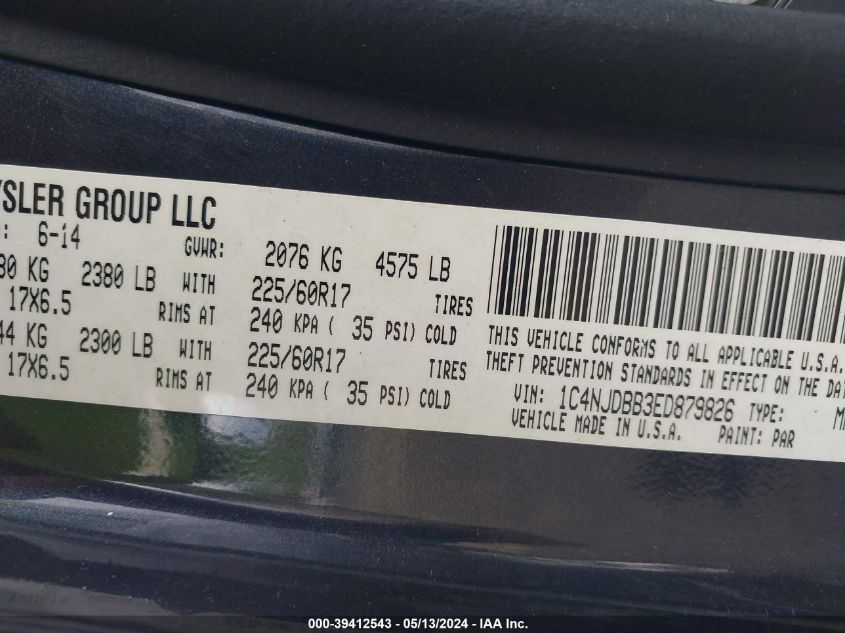 YSLER GROUP LLC
: 6-14 GVWR: 2076 KG 4575 LB
80 KG 2380 LB WITH 225/60R17 TIRES
17X6.5 RIMS AT 240 KPA ( 35 PSI) COLD
44 KG 2300 LB WITH 225/60R17 TIRES
17X6.5 RIMS AT 240 KPA ( 35 PSI) COLD
THIS VEHICLE CONFORMS TO ALL APPLICABLE U.S.A.
THEFT PREVENTION STANDARDS IN EFFECT ON THE DAT
VIN: 1C4NJDBB3ED879826 TYPE: M
VEHICLE MADE IN U.S.A. PAINT: PAR
000-39412543 - 05/13/2024 - IAA Inc.